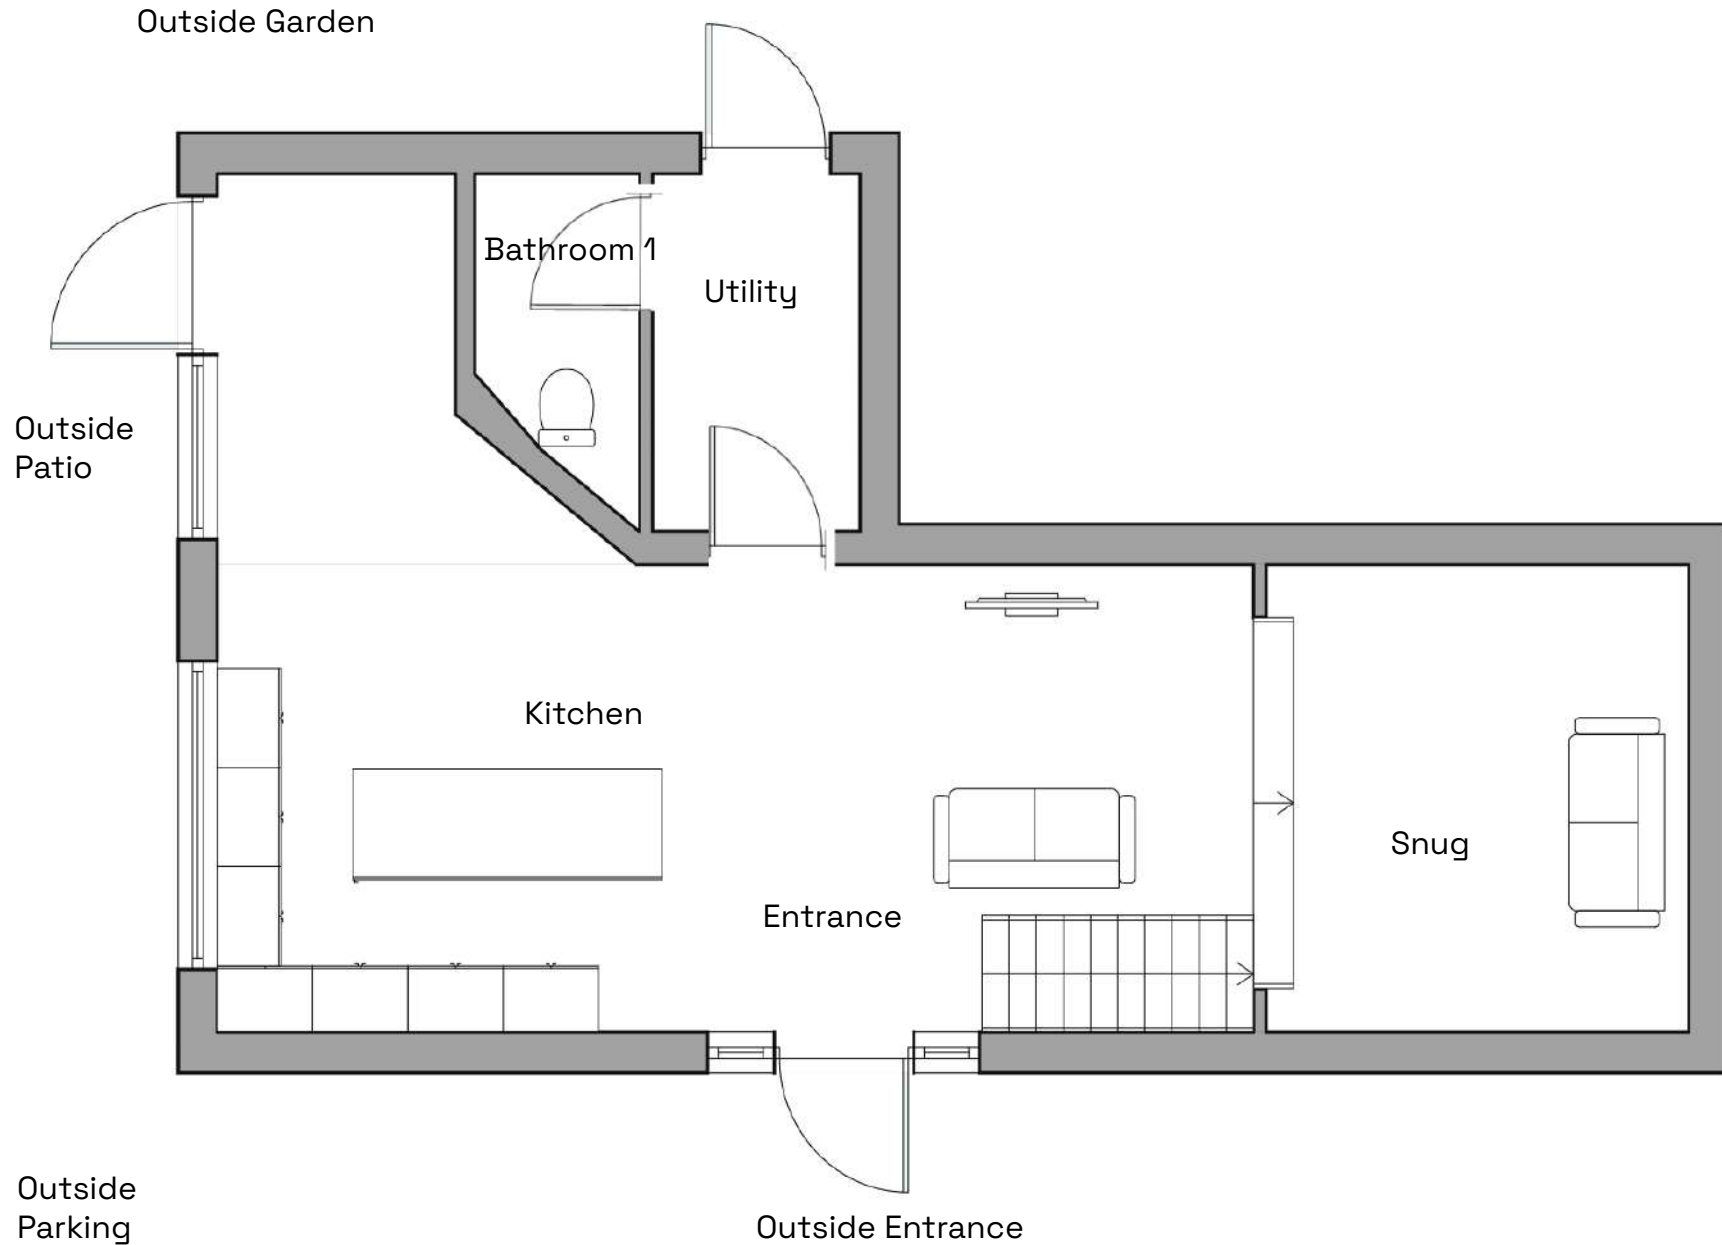 Outside Garden
Bathroom 1
Utility
Outside
Patio
Kitchen
Snug
Entrance
Outside
Parking
Outside Entrance